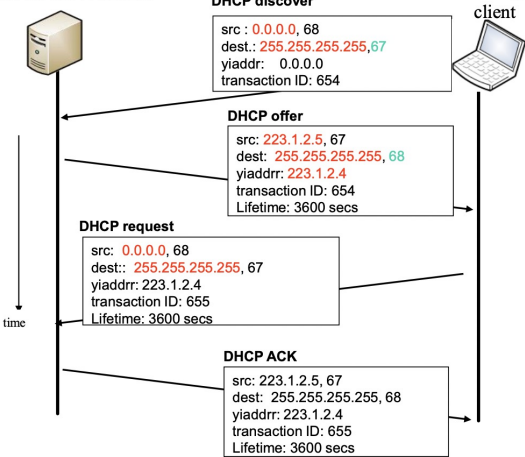 DHCP discover
client
src : 0.0.0.0, 68
dest.: 255.255.255.255,67
yiaddr: 0.0.0.0
transaction ID: 654
DHCP offer
src: 223.1.2.5, 67
dest: 255.255.255.255, 68
yiaddrr: 223.1.2.4
transaction ID: 654
Lifetime: 3600 secs
DHCP request
src: 0.0.0.0, 68
dest:: 255.255.255.255, 67
yiaddrr: 223.1.2.4
transaction ID: 655
Lifetime: 3600 secs
time
DHCP ACK
src: 223.1.2.5, 67
dest: 255.255.255.255, 68
yiaddrr: 223.1.2.4
transaction ID: 655
Lifetime: 3600 secs